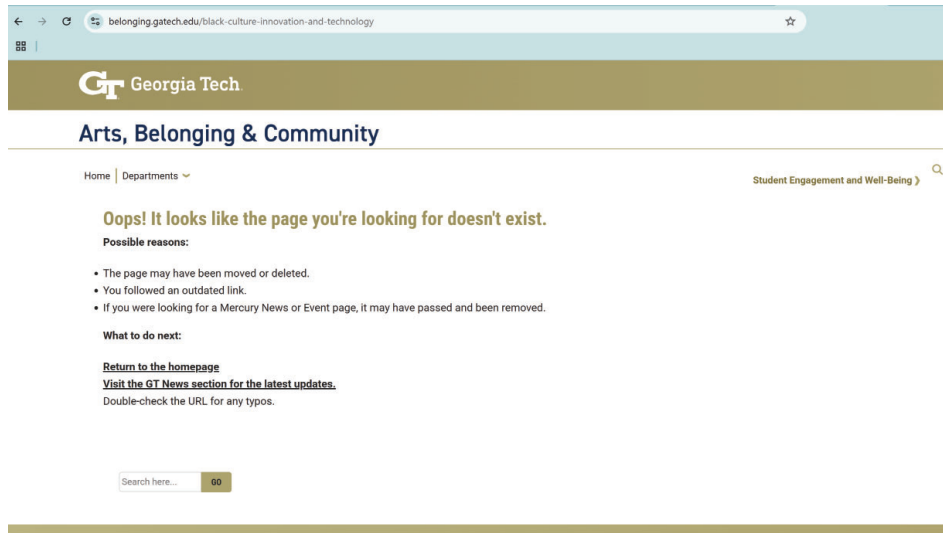 belonging.gatech.edu/black-culture-innovation-and-technology
GT Georgia Tech.
Arts, Belonging & Community
Home Departments
Student Engagement and Well-Being ❯
Oops! It looks like the page you're looking for doesn't exist.
Possible reasons:
• The page may have been moved or deleted.
• You followed an outdated link.
• If you were looking for a Mercury News or Event page, it may have passed and been removed.
What to do next:
Return to the homepage
Visit the GT News section for the latest updates.
Double-check the URL for any typos.
Search here... GO